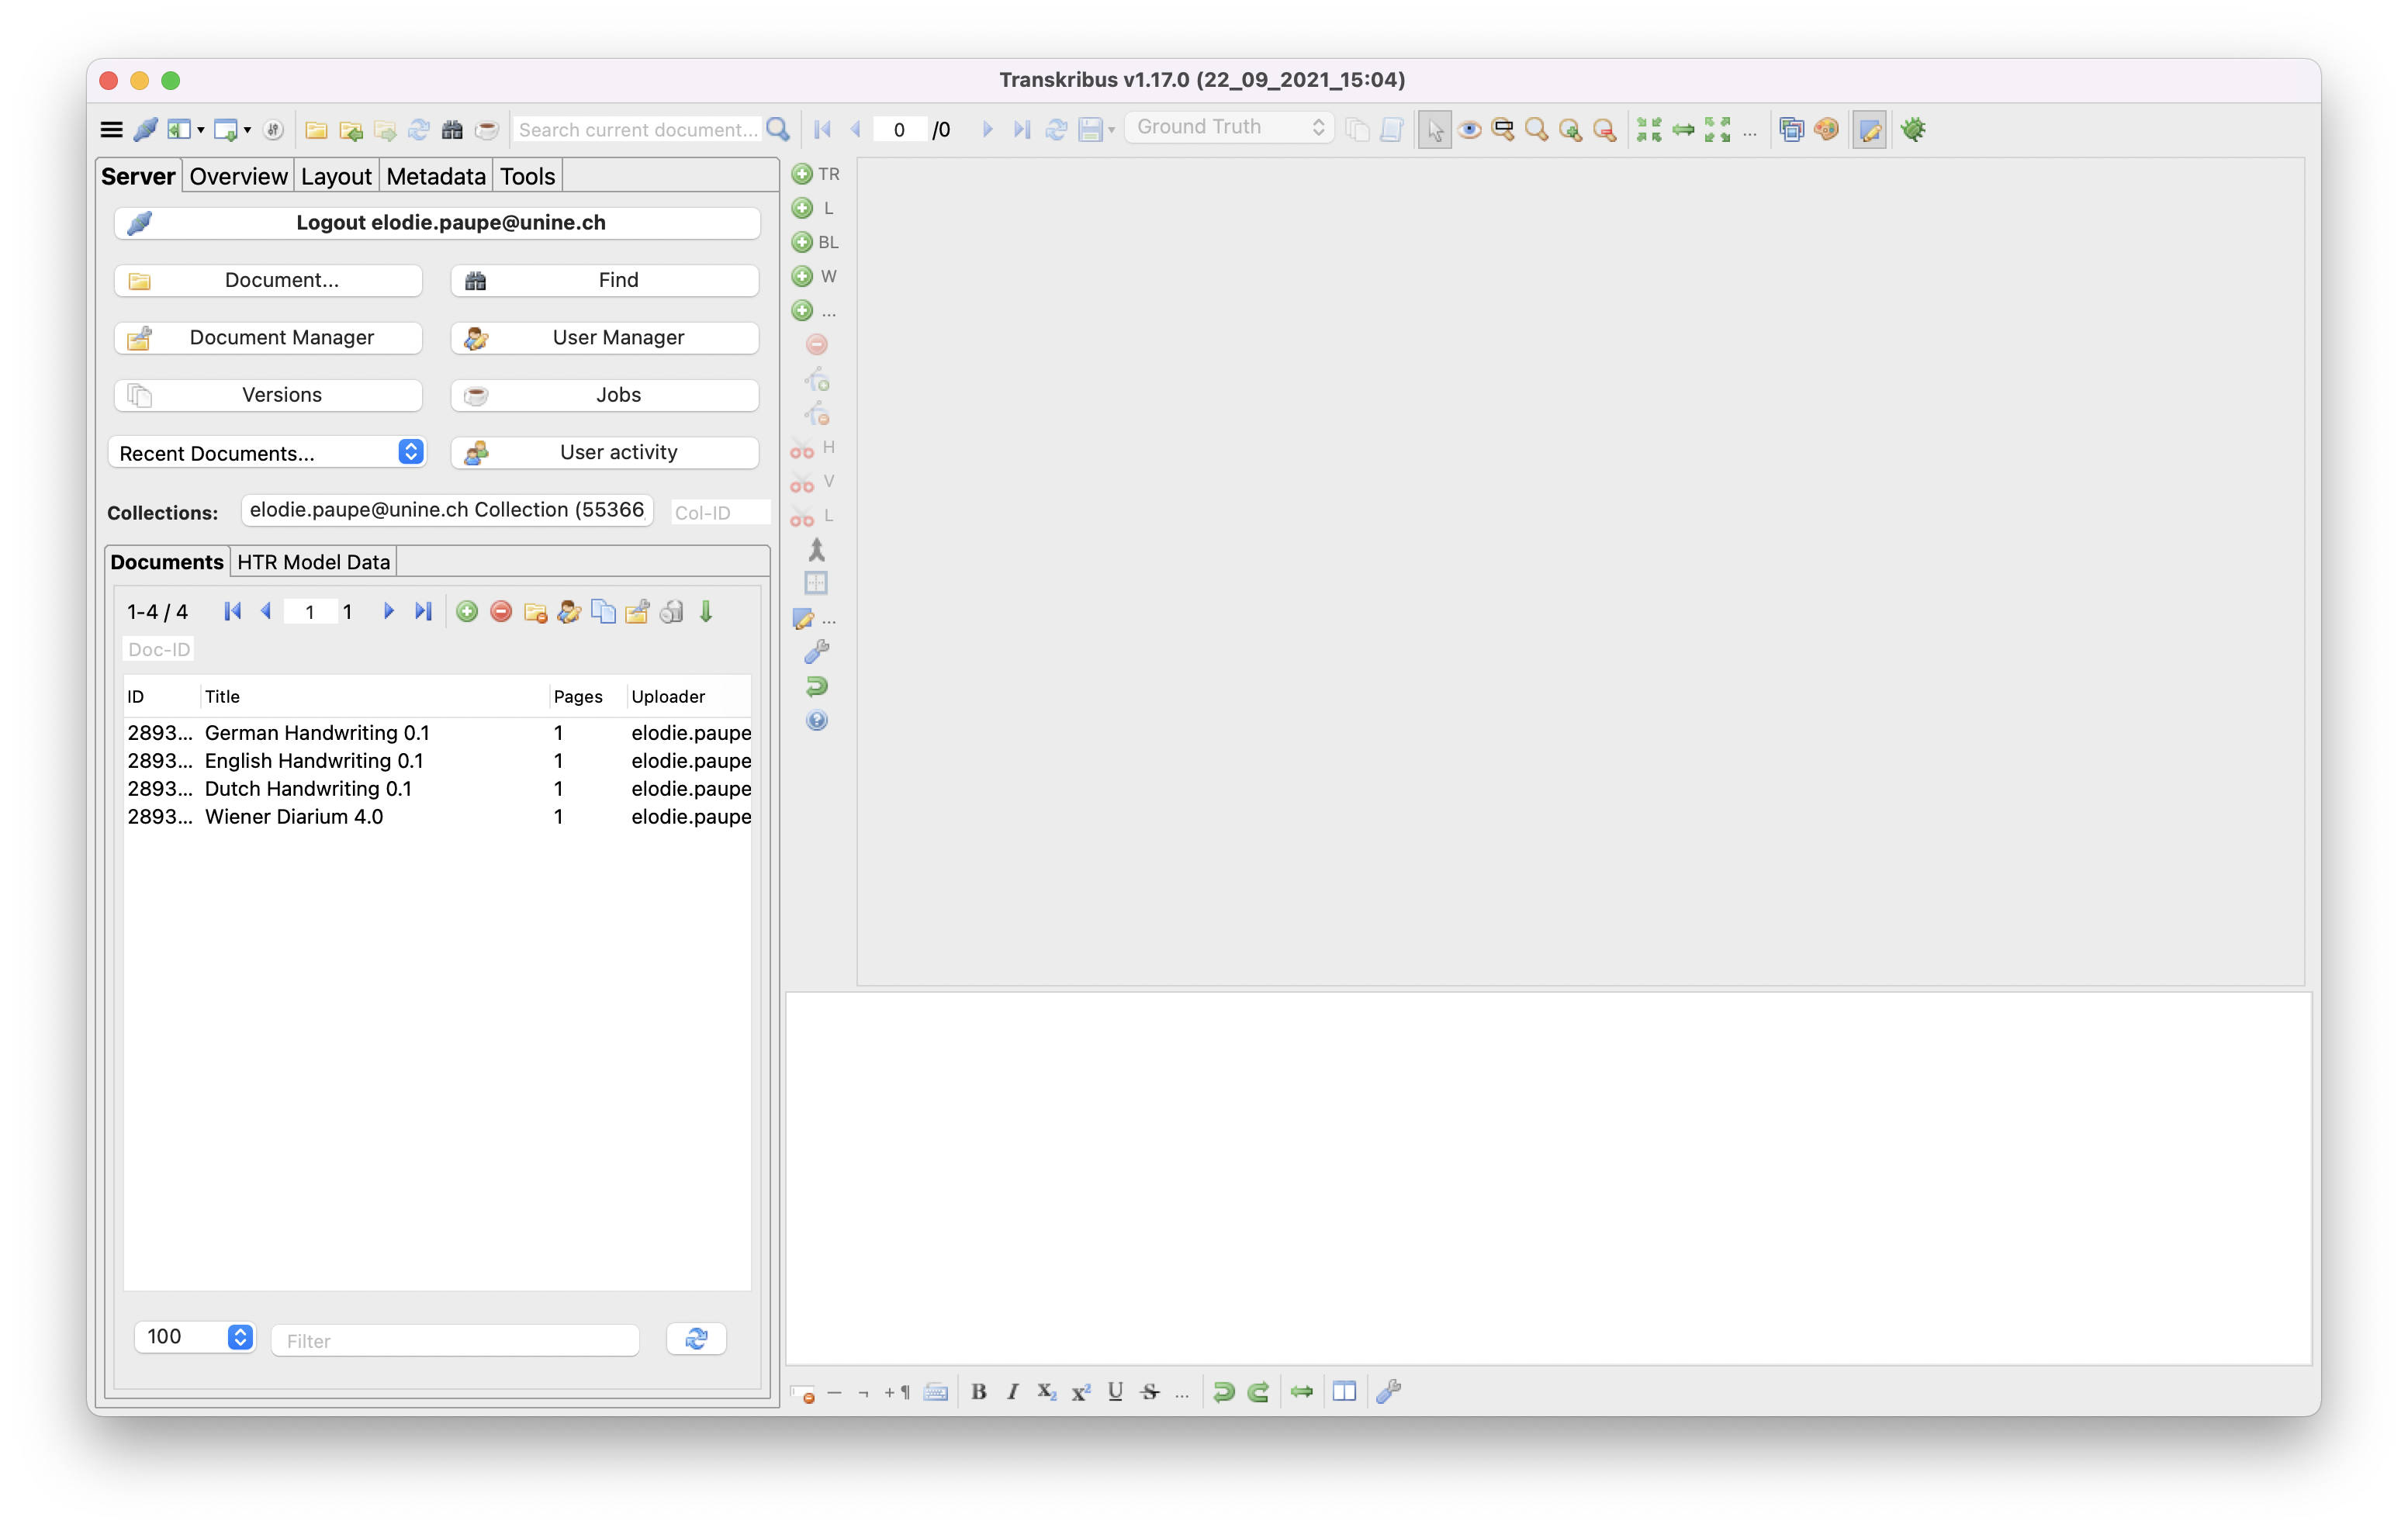 Transkribus v1.17.0 (22_09_2021_15:04)
Search current document...
0 /0
Ground Truth
...
Server Overview Layout Metadata Tools
Logout elodie.paupe@unine.ch
Document... Find
Document Manager User Manager
Versions Jobs
Recent Documents... User activity
Collections: elodie.paupe@unine.ch Collection (55366 Col-ID
Documents HTR Model Data
1-4 / 4 1 1
Doc-ID
ID Title Pages Uploader
2893... German Handwriting 0.1 1 elodie.paupe
2893... English Handwriting 0.1 1 elodie.paupe
2893... Dutch Handwriting 0.1 1 elodie.paupe
2893... Wiener Diarium 4.0 1 elodie.paupe
100 Filter
TR
L
BL
W
...
H
V
L
...
— ¬ + ¶ B I X₂ X² U S ...